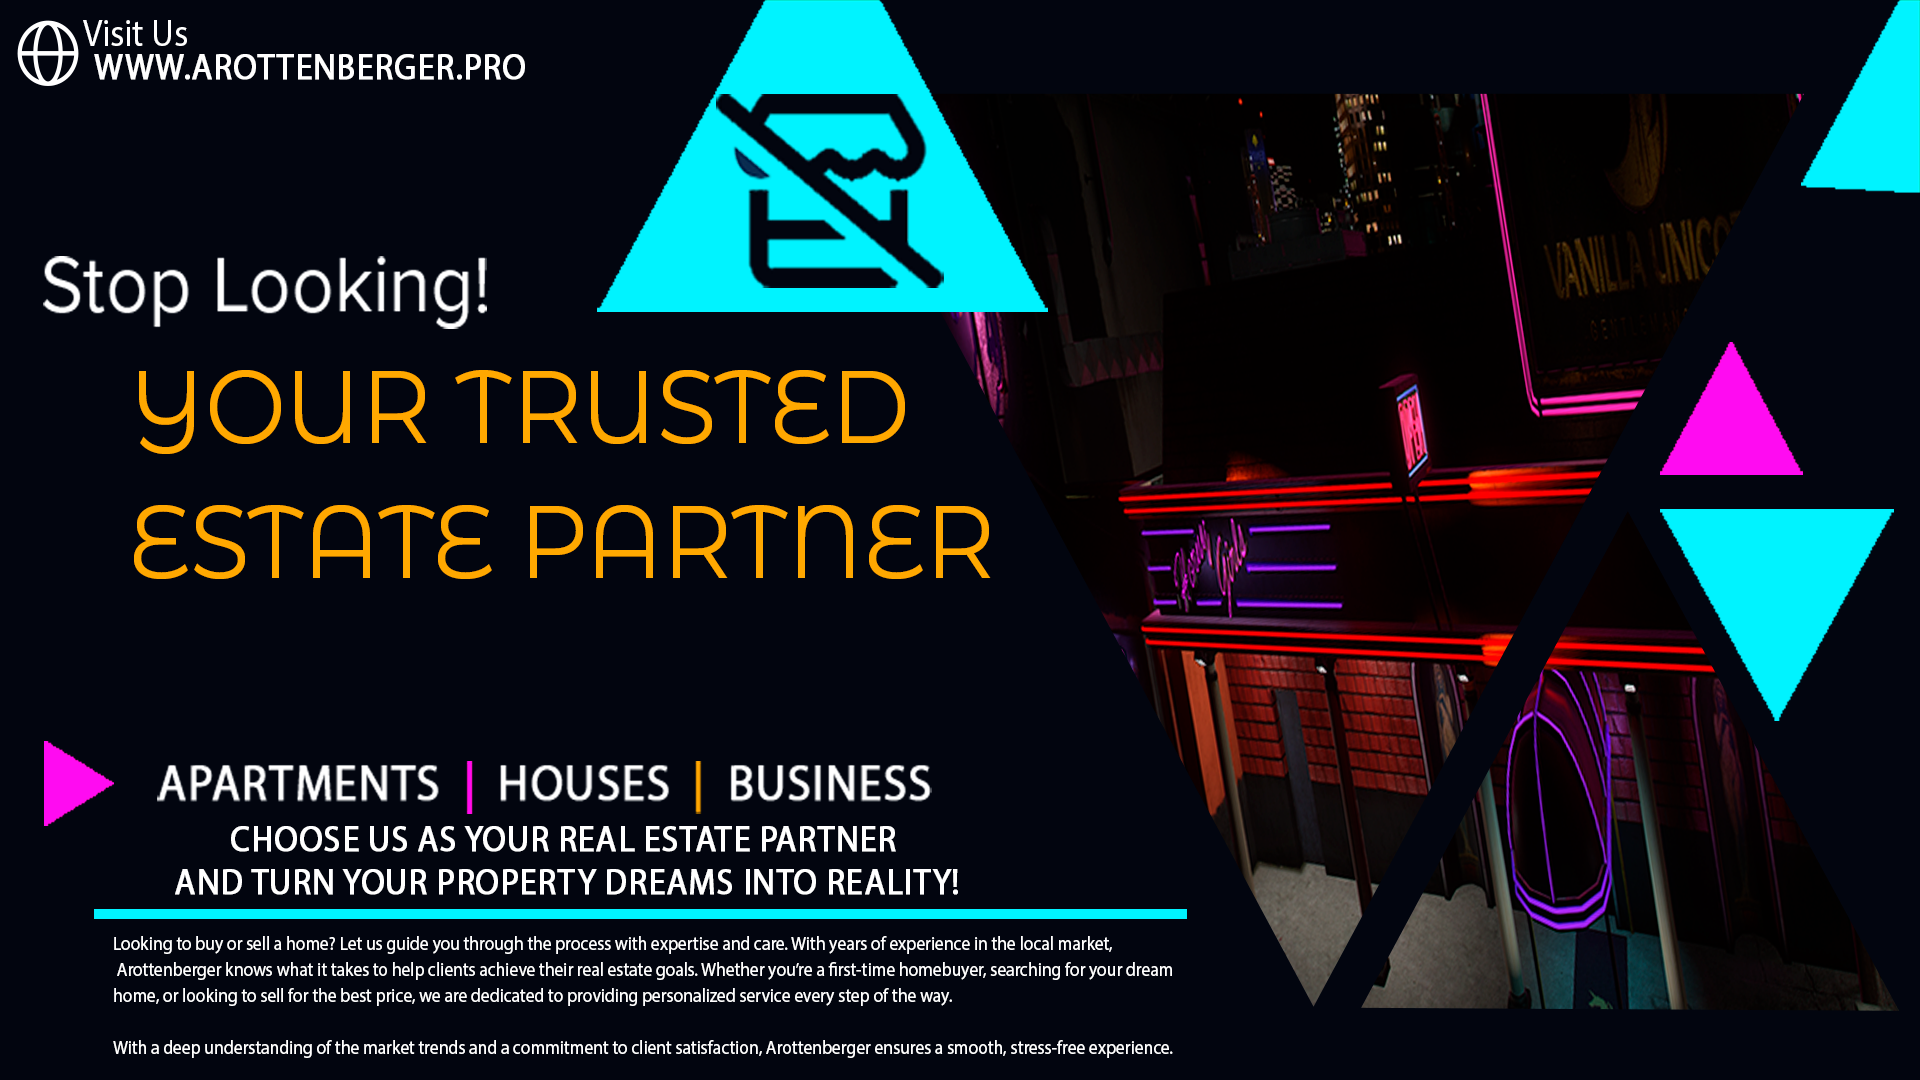 Visit Us
WWW.AROTTENBERGER.PRO
Stop Looking!
YOUR TRUSTED
ESTATE PARTNER
VANILLA
APARTMENTS | HOUSES | BUSINESS
CHOOSE US AS YOUR REAL ESTATE PARTNER
AND TURN YOUR PROPERTY DREAMS INTO REALITY!
Looking to buy or sell a home? Let us guide you through the process with expertise and care. With years of experience in the local market,
Arottenberger knows what it takes to help clients achieve their real estate goals. Whether you're a first-time homebuyer, searching for your dream
home, or looking to sell for the best price, we are dedicated to providing personalized service every step of the way.
With a deep understanding of the market trends and a commitment to client satisfaction, Arottenberger ensures a smooth, stress-free experience.